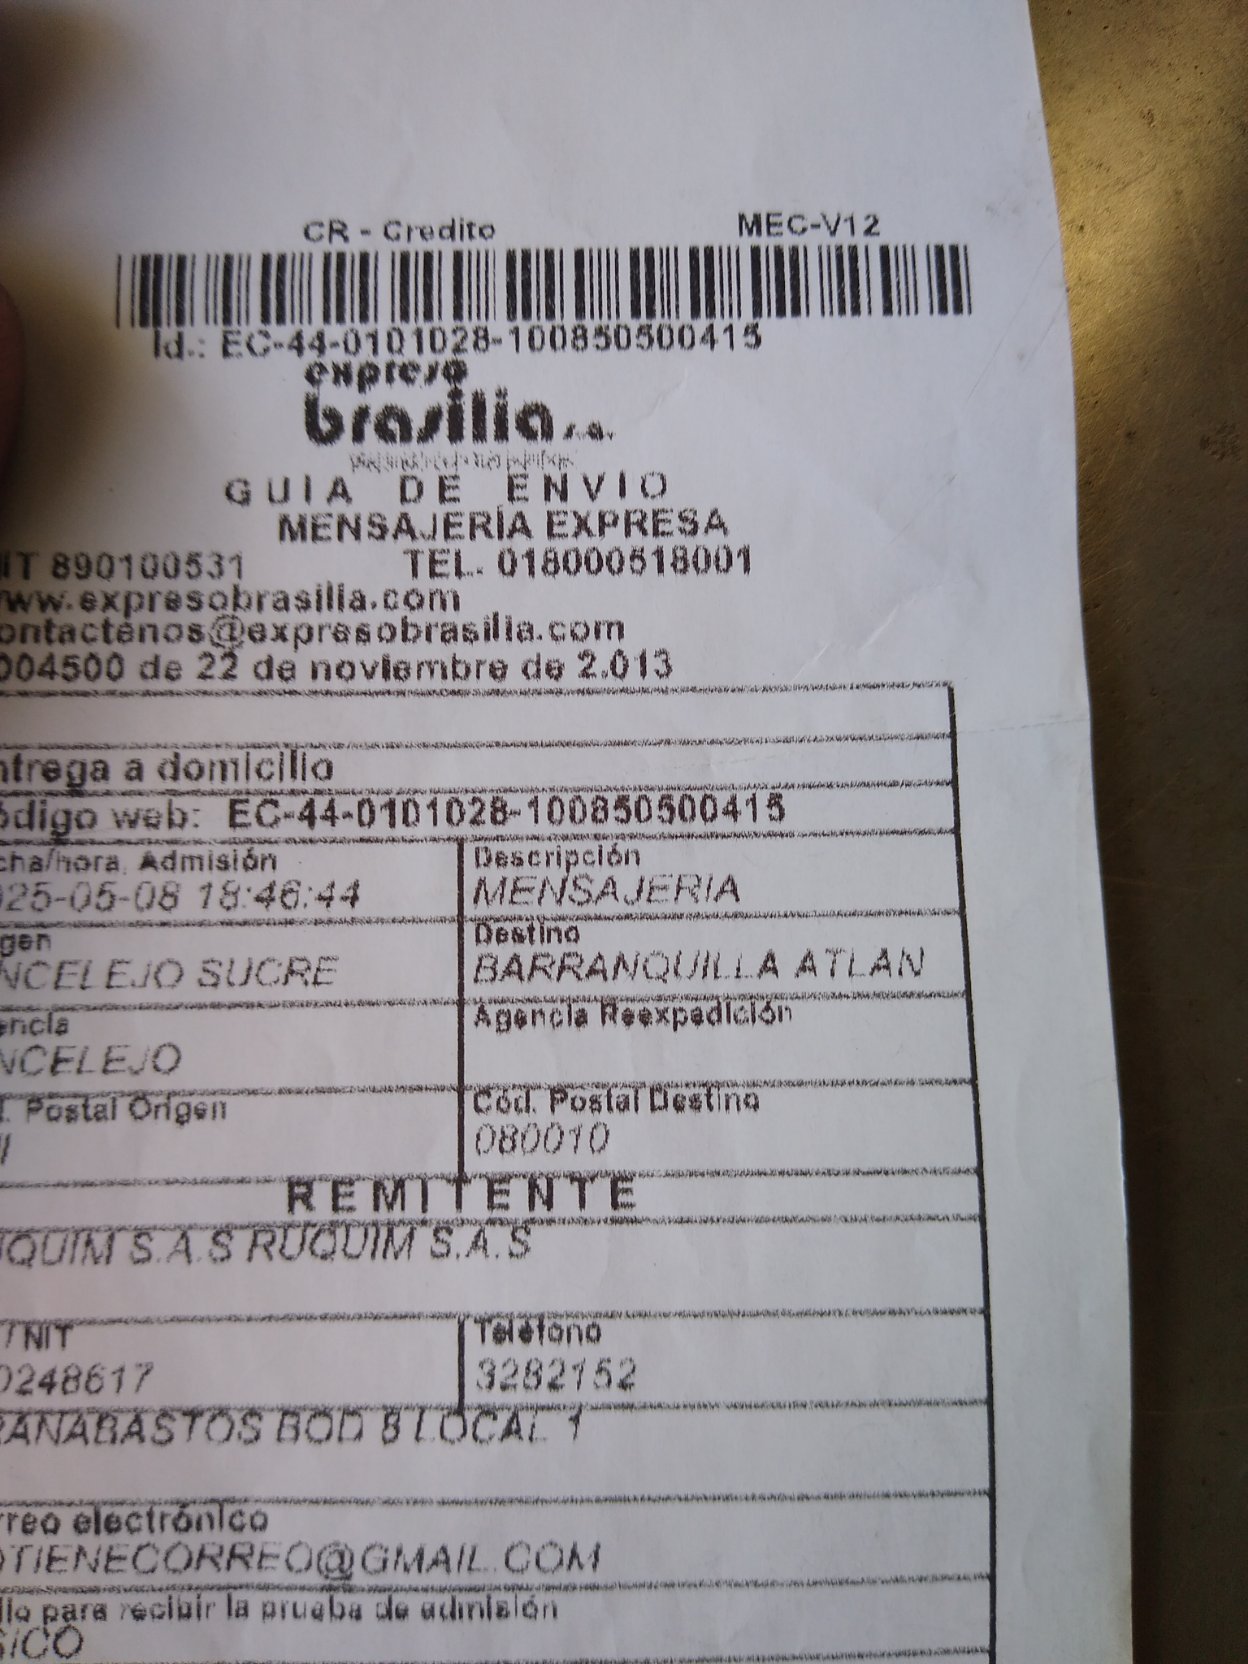 CR - Credito MEC-V12
Id.: EC-44-0101028-100850500415
expreso
brasilia s.a.
GUIA DE ENVIO
MENSAJERÍA EXPRESA
IT 890100531 TEL. 018000518001
ww.expresobrasilia.com
ontactenos@expresobrasilia.com
004500 de 22 de noviembre de 2.013
ntrega a domicilio
ódigo web: EC-44-0101028-100850500415
cha/hora, Admisión Descripción
025-05-08 18:46:44 MENSAJERIA
gen Destino
NCELEJO SUCRE BARRANQUILLA ATLAN
encia Agencia Reexpedición
NCELEJO
. Postal Origen Cód. Postal Destino
080010
REMITENTE
UQUIM S.A.S RUQUIM S.A.S
/ NIT Teléfono
0248617 3282152
RANABASTOS BOD 8 LOCAL 1
rreo electrónico
OTIENECORREO@GMAIL.COM
dio para recibir la prueba de admisión
SICO